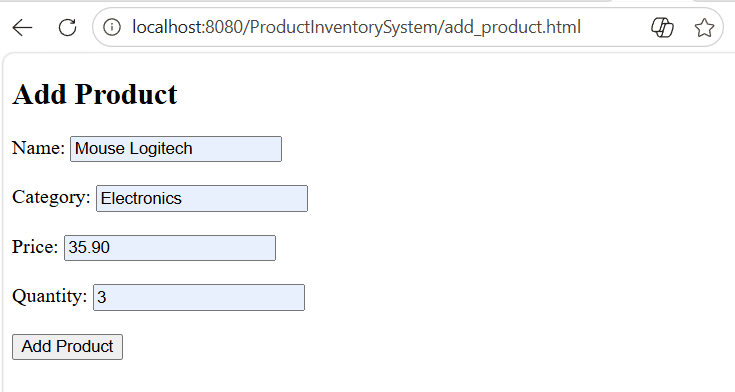 localhost:8080/ProductInventorySystem/add_product.html
Add Product
Name: Mouse Logitech
Category: Electronics
Price: 35.90
Quantity: 3
Add Product